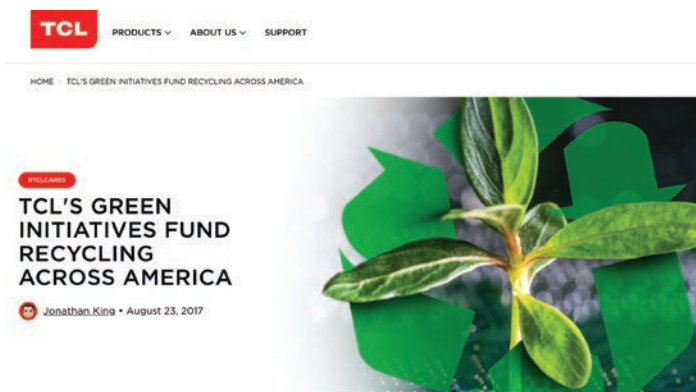 TCL PRODUCTS ABOUT US SUPPORT
HOME TCL'S GREEN INITIATIVES FUND RECYCLING ACROSS AMERICA
#TCLCARES
TCL'S GREEN
INITIATIVES FUND
RECYCLING
ACROSS AMERICA
Jonathan King • August 23, 2017